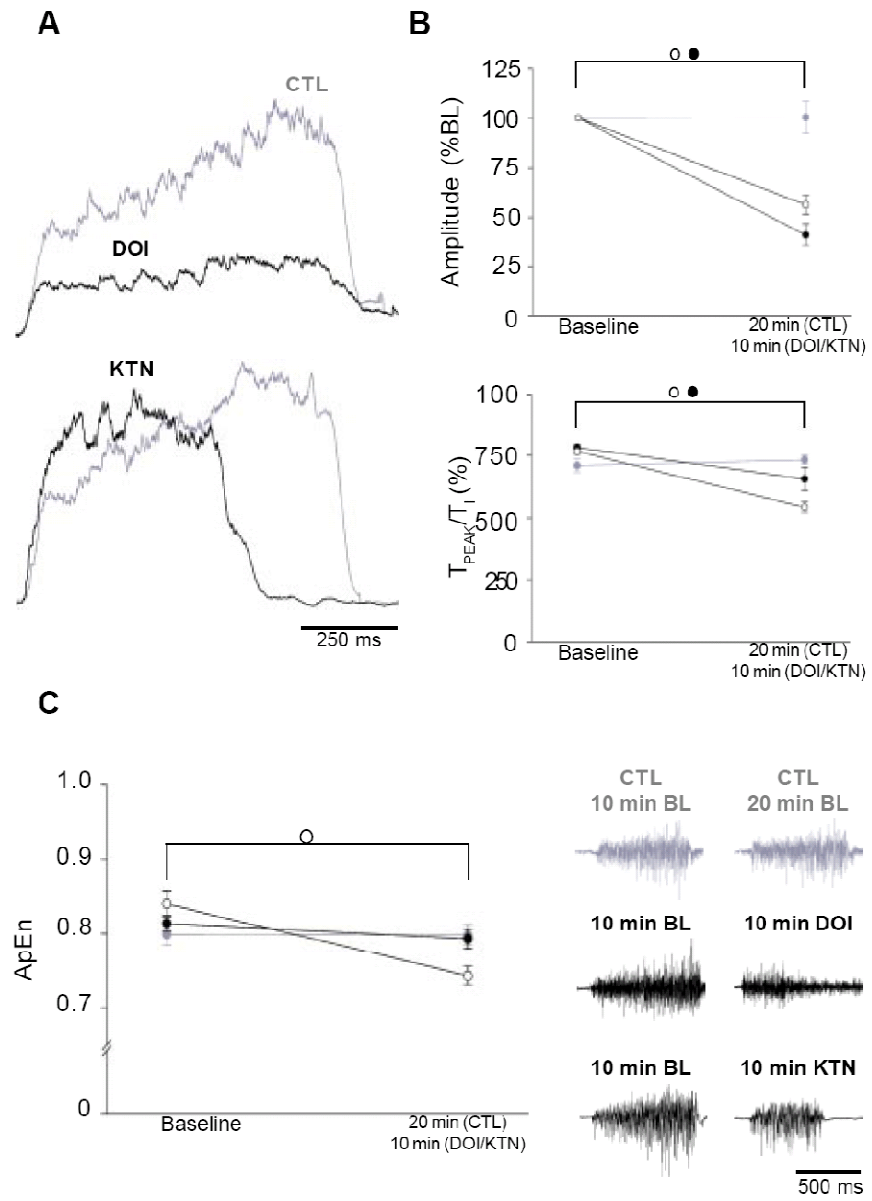 A
CTL
DOI
KTN
250 ms
B
125
100
75
50
25
0
Amplitude (%BL)
Baseline
20 min (CTL)
10 min (DOI/KTN)
100
750
500
250
0
TPEAK/TI (%)
Baseline
20 min (CTL)
10 min (DOI/KTN)
C
1.0
0.9
0.8
0.7
0
ApEn
Baseline
20 min (CTL)
10 min (DOI/KTN)
CTL
10 min BL
CTL
20 min BL
10 min BL
10 min DOI
10 min BL
10 min KTN
500 ms